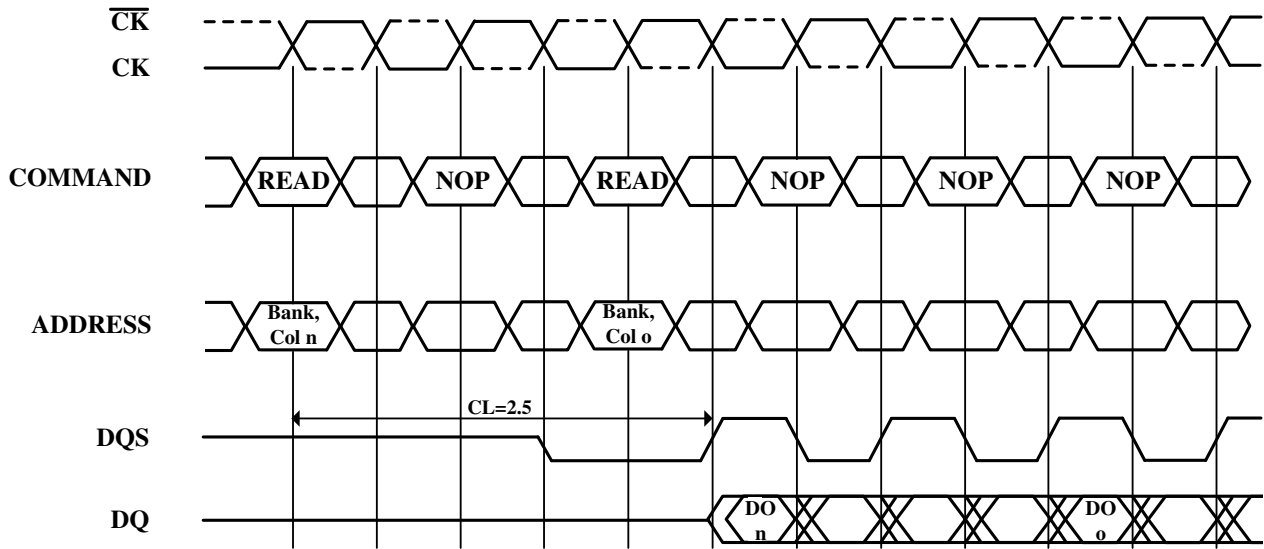 C̅K̅
CK
COMMAND
READ
NOP
READ
NOP
NOP
NOP
ADDRESS
Bank,
Col n
Bank,
Col o
CL=2.5
DQS
DQ
DO
n
DO
o